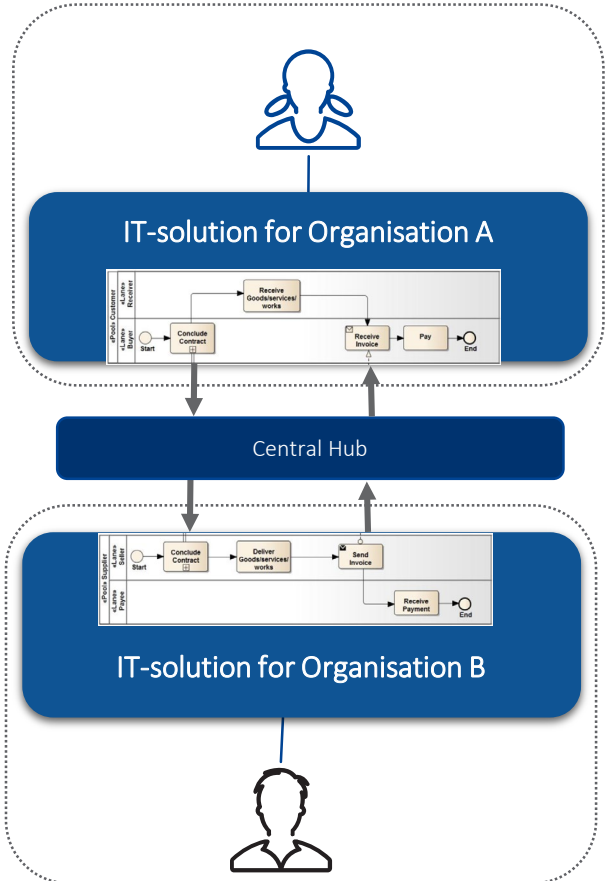 IT-solution for Organisation A
«Pool» Customer
«Lane»
Receiver
Receive
Goods/services/
works
«Lane»
Buyer
Start
Conclude
Contract
Receive
Invoice
Pay
End
Central Hub
«Pool» Supplier
«Lane»
Seller
Start
Conclude
Contract
Deliver
Goods/services/
works
Send
Invoice
«Lane»
Payee
Receive
Payment
End
IT-solution for Organisation B